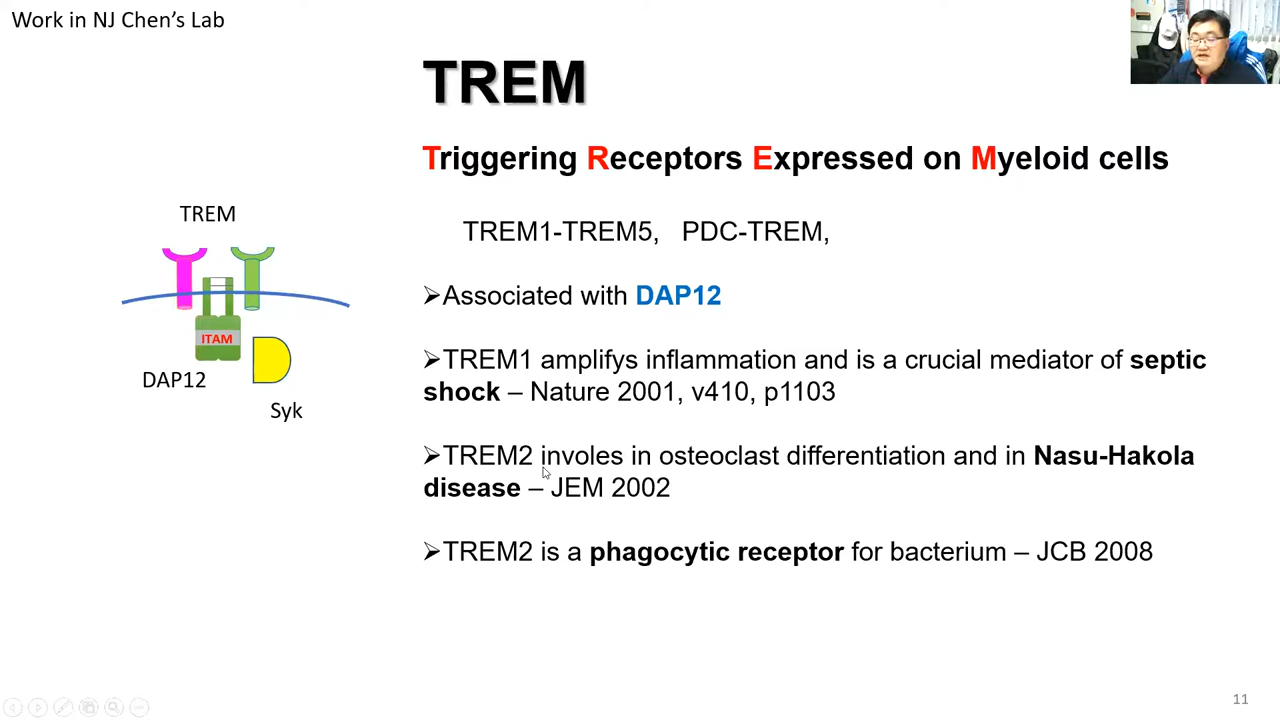 Work in NJ Chen's Lab
TREM
Triggering Receptors Expressed on Myeloid cells
TREM1-TREM5, PDC-TREM,
➢Associated with DAP12
➢TREM1 amplifys inflammation and is a crucial mediator of septic
shock – Nature 2001, v410, p1103
➢TREM2 involes in osteoclast differentiation and in Nasu-Hakola
disease – JEM 2002
➢TREM2 is a phagocytic receptor for bacterium – JCB 2008
TREM
ITAM
DAP12
Syk
11